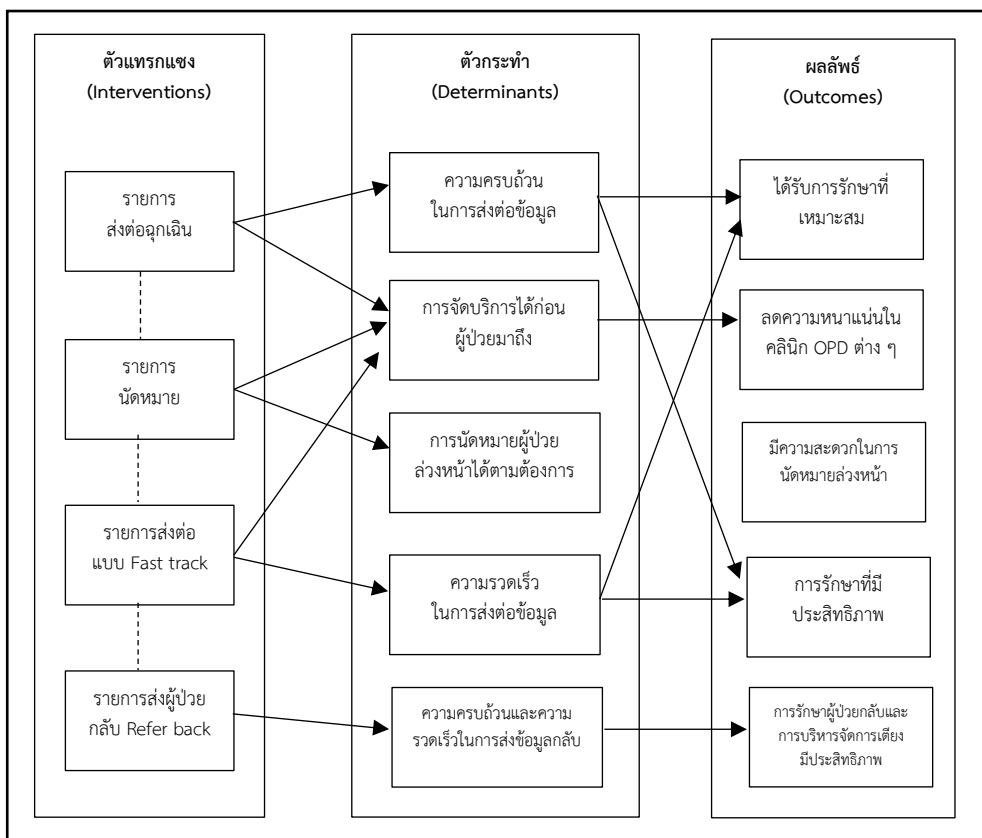 ตัวแทรกแซง
(Interventions)
รายการ
ส่งต่อฉุกเฉิน
รายการ
นัดหมาย
รายการส่งต่อ
แบบ Fast track
รายการส่งผู้ป่วย
กลับ Refer back
ตัวกระทำ
(Determinants)
ความครบถ้วน
ในการส่งต่อข้อมูล
การจัดบริการได้ก่อน
ผู้ป่วยมาถึง
การนัดหมายผู้ป่วย
ล่วงหน้าได้ตามต้องการ
ความรวดเร็ว
ในการส่งต่อข้อมูล
ความครบถ้วนและความ
รวดเร็วในการส่งข้อมูลกลับ
ผลลัพธ์
(Outcomes)
ได้รับการรักษาที่
เหมาะสม
ลดความหนาแน่นใน
คลินิก OPD ต่าง ๆ
มีความสะดวกในการ
นัดหมายล่วงหน้า
การรักษาที่มี
ประสิทธิภาพ
การรักษาผู้ป่วยกลับและ
การบริหารจัดการเตียง
มีประสิทธิภาพ